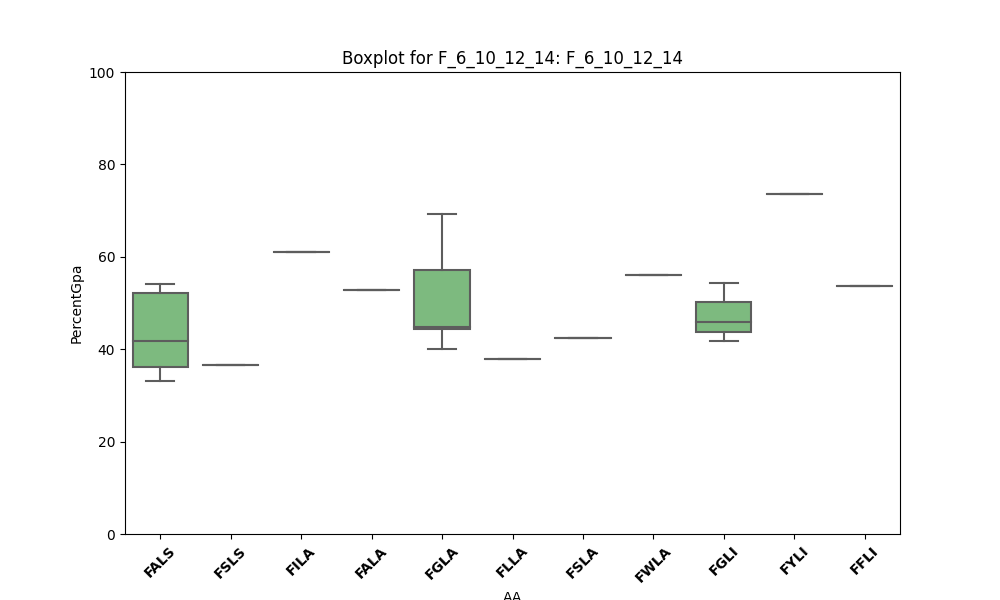 Boxplot for F_6_10_12_14: F_6_10_12_14
100
80
60
40
20
0
PercentGpa
FALS
FSLS
FILA
FALA
FGLA
FLLA
FSLA
FWLA
FGLI
FYLI
FFLI
AA